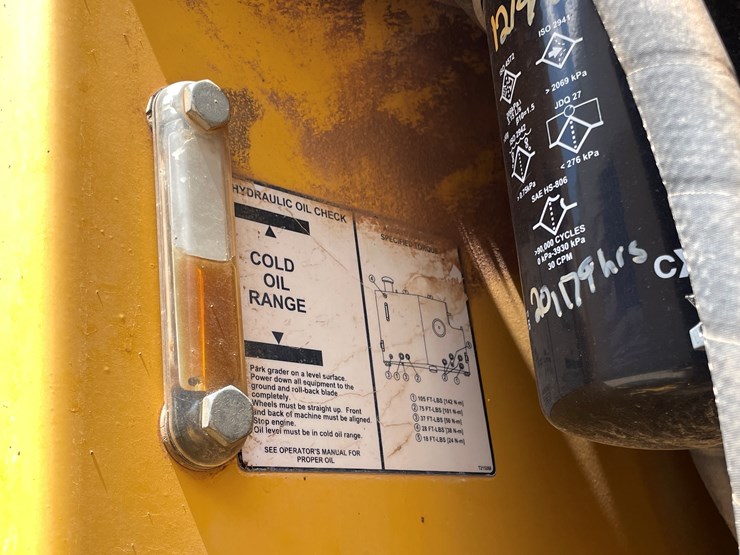 HYDRAULIC OIL CHECK
COLD
OIL
RANGE
Park grader on a level surface.
Power down all equipment to the
ground and roll-back blade
completely.
Wheels must be straight up. Front
and back of machine must be aligned.
Stop engine.
Oil level must be in cold oil range.
SEE OPERATOR'S MANUAL FOR
PROPER OIL
SPECIFIED TORQUE
① 105 FT-LBS [142 N-m]
② 75 FT-LBS [101 N-m]
③ 37 FT-LBS [50 N-m]
④ 28 FT-LBS [38 N-m]
⑤ 18 FT-LBS [24 N-m]
ISO 2941
> 2069 kPa
ISO 4572
JDQ 27
< 276 kPa
ISO 3942
SAE HS-806
>80,000 CYCLES
0 kPa-3930 kPa
30 CPM
20,179 hrs